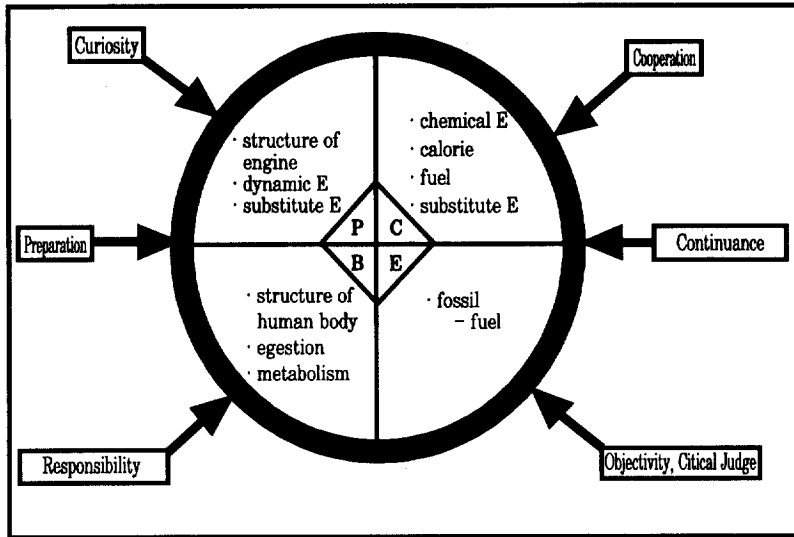 Curiosity
Cooperation
· structure of
engine
· dynamic E
· substitute E
· chemical E
· calorie
· fuel
· substitute E
P
C
B
E
Preparation
Continuance
· structure of
human body
· egestion
· metabolism
· fossil
– fuel
Responsibility
Objectivity, Citical Judge